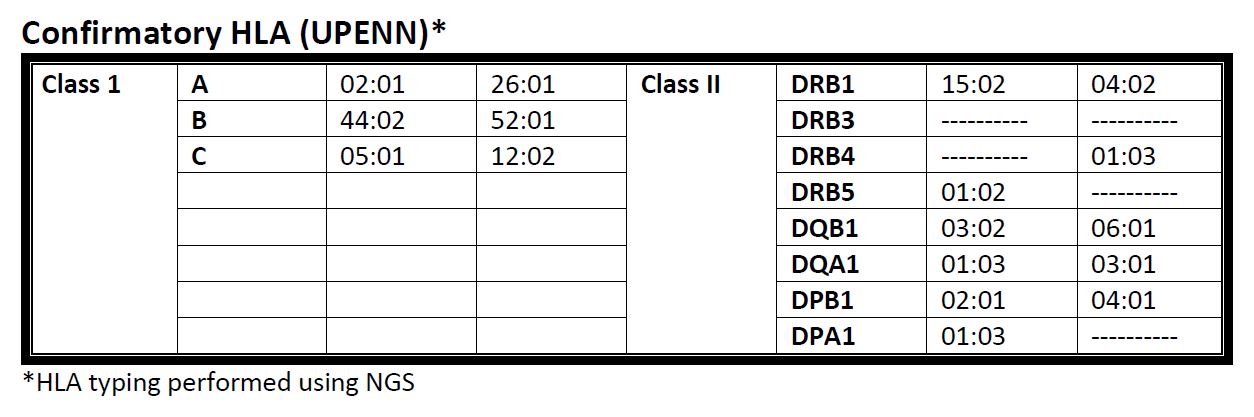 Confirmatory HLA (UPENN)*
Class 1 A 02:01 26:01 Class II DRB1 15:02 04:02
B 44:02 52:01 DRB3 ---------- ----------
C 05:01 12:02 DRB4 ---------- 01:03
DRB5 01:02 ----------
DQB1 03:02 06:01
DQA1 01:03 03:01
DPB1 02:01 04:01
DPA1 01:03 ----------
*HLA typing performed using NGS